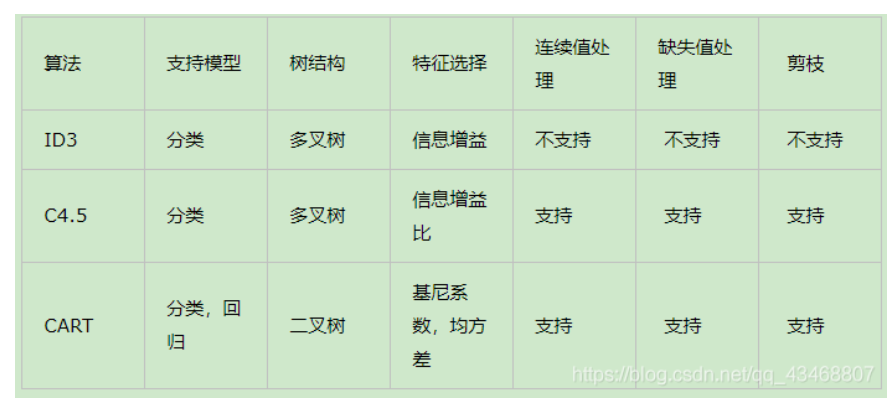 算法 支持模型 树结构 特征选择 连续值处 缺失值处 剪枝
理 理
ID3 分类 多叉树 信息增益 不支持 不支持 不支持
C4.5 分类 多叉树 信息增益 支持 支持 支持
比
CART 分类，回 二叉树 基尼系 支持 支持 支持
归 数，均方
差
https://blog.csdn.net/qq_43468807